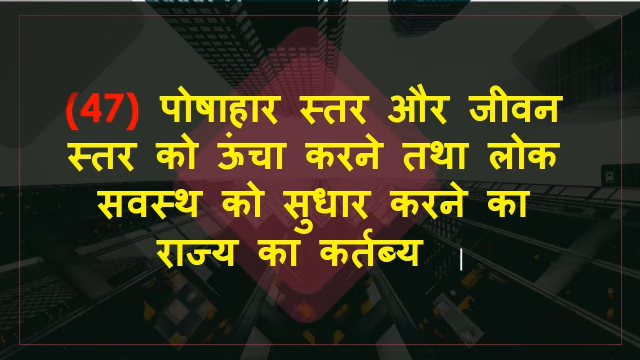 (47) पोषाहार स्तर और जीवन
स्तर को ऊंचा करने तथा लोक
सवस्थ को सुधार करने का
राज्य का कर्तब्य |